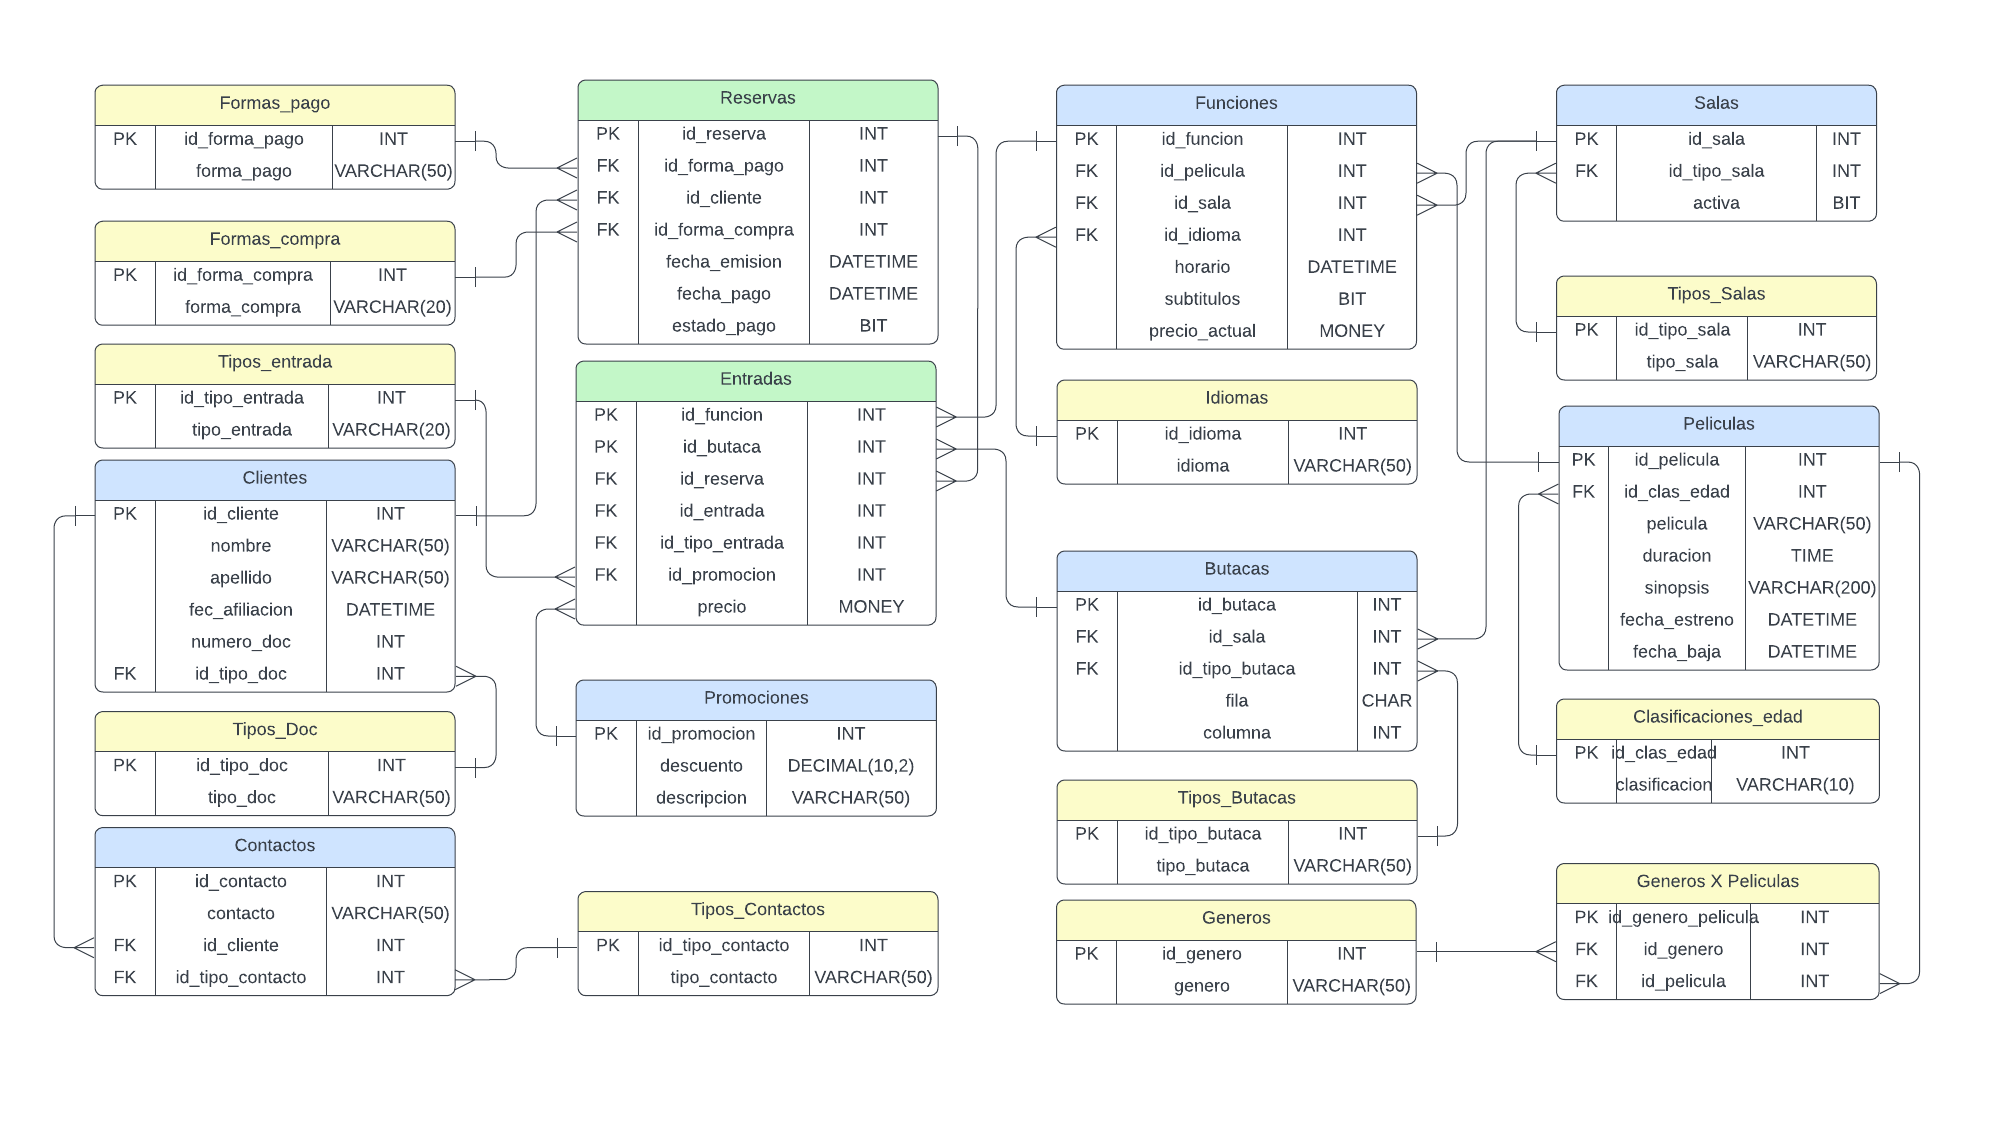 Formas_pago
PK id_forma_pago INT
forma_pago VARCHAR(50)
Formas_compra
PK id_forma_compra INT
forma_compra VARCHAR(20)
Tipos_entrada
PK id_tipo_entrada INT
tipo_entrada VARCHAR(20)
Clientes
PK id_cliente INT
nombre VARCHAR(50)
apellido VARCHAR(50)
fec_afiliacion DATETIME
numero_doc INT
FK id_tipo_doc INT
Tipos_Doc
PK id_tipo_doc INT
tipo_doc VARCHAR(50)
Contactos
PK id_contacto INT
contacto VARCHAR(50)
FK id_cliente INT
FK id_tipo_contacto INT
Reservas
PK id_reserva INT
FK id_forma_pago INT
FK id_cliente INT
FK id_forma_compra INT
fecha_emision DATETIME
fecha_pago DATETIME
estado_pago BIT
Entradas
PK id_funcion INT
PK id_butaca INT
FK id_reserva INT
FK id_entrada INT
FK id_tipo_entrada INT
FK id_promocion INT
precio MONEY
Promociones
PK id_promocion INT
descuento DECIMAL(10,2)
descripcion VARCHAR(50)
Tipos_Contactos
PK id_tipo_contacto INT
tipo_contacto VARCHAR(50)
Funciones
PK id_funcion INT
FK id_pelicula INT
FK id_sala INT
FK id_idioma INT
horario DATETIME
subtitulos BIT
precio_actual MONEY
Idiomas
PK id_idioma INT
idioma VARCHAR(50)
Butacas
PK id_butaca INT
FK id_sala INT
FK id_tipo_butaca INT
fila CHAR
columna INT
Tipos_Butacas
PK id_tipo_butaca INT
tipo_butaca VARCHAR(50)
Generos
PK id_genero INT
genero VARCHAR(50)
Salas
PK id_sala INT
FK id_tipo_sala INT
activa BIT
Tipos_Salas
PK id_tipo_sala INT
tipo_sala VARCHAR(50)
Peliculas
PK id_pelicula INT
FK id_clas_edad INT
pelicula VARCHAR(50)
duracion TIME
sinopsis VARCHAR(200)
fecha_estreno DATETIME
fecha_baja DATETIME
Clasificaciones_edad
PK id_clas_edad INT
clasificacion VARCHAR(10)
Generos X Peliculas
PK id_genero_pelicula INT
FK id_genero INT
FK id_pelicula INT